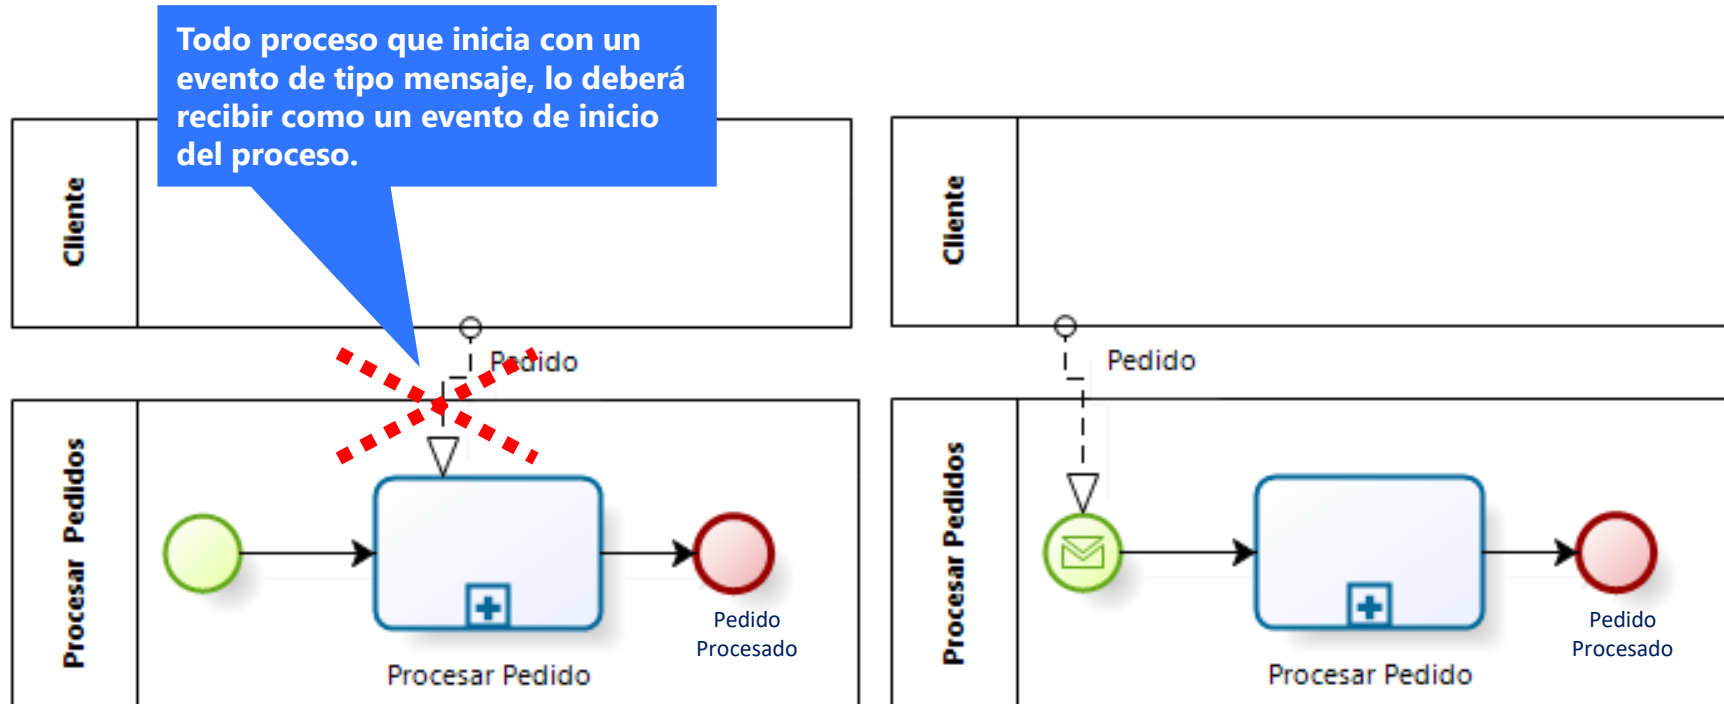 Todo proceso que inicia con un
evento de tipo mensaje, lo deberá
recibir como un evento de inicio
del proceso.
Cliente
Pedido
Procesar Pedidos
Procesar Pedido
Pedido
Procesado
Cliente
Pedido
Procesar Pedidos
Procesar Pedido
Pedido
Procesado